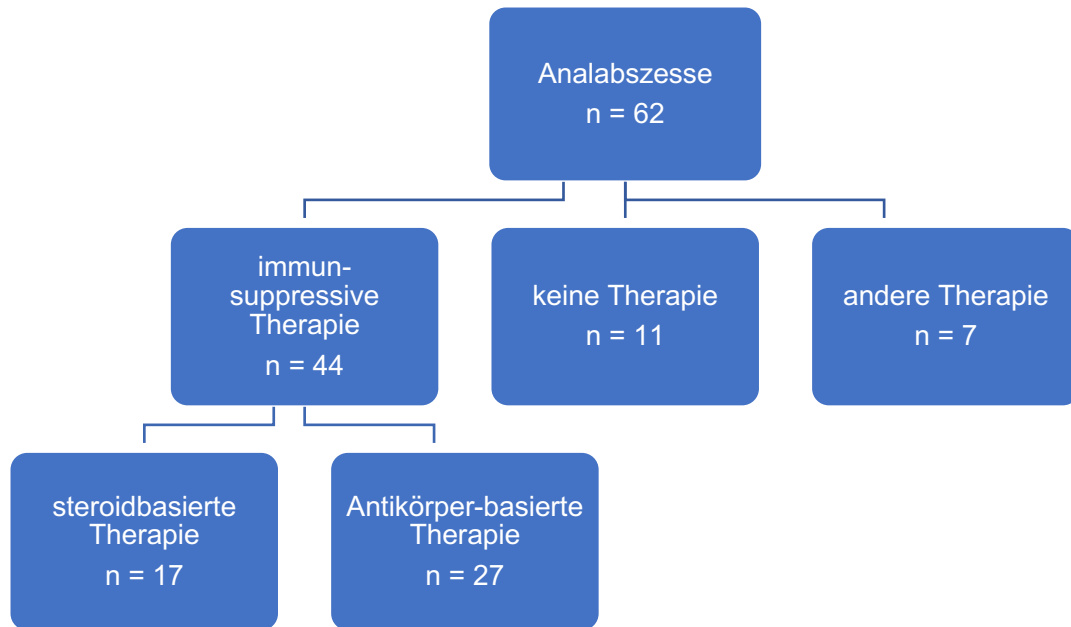 Analabszesse
n = 62
immun-
suppressive
Therapie
n = 44
keine Therapie
n = 11
andere Therapie
n = 7
steroidbasierte
Therapie
n = 17
Antikörper-basierte
Therapie
n = 27